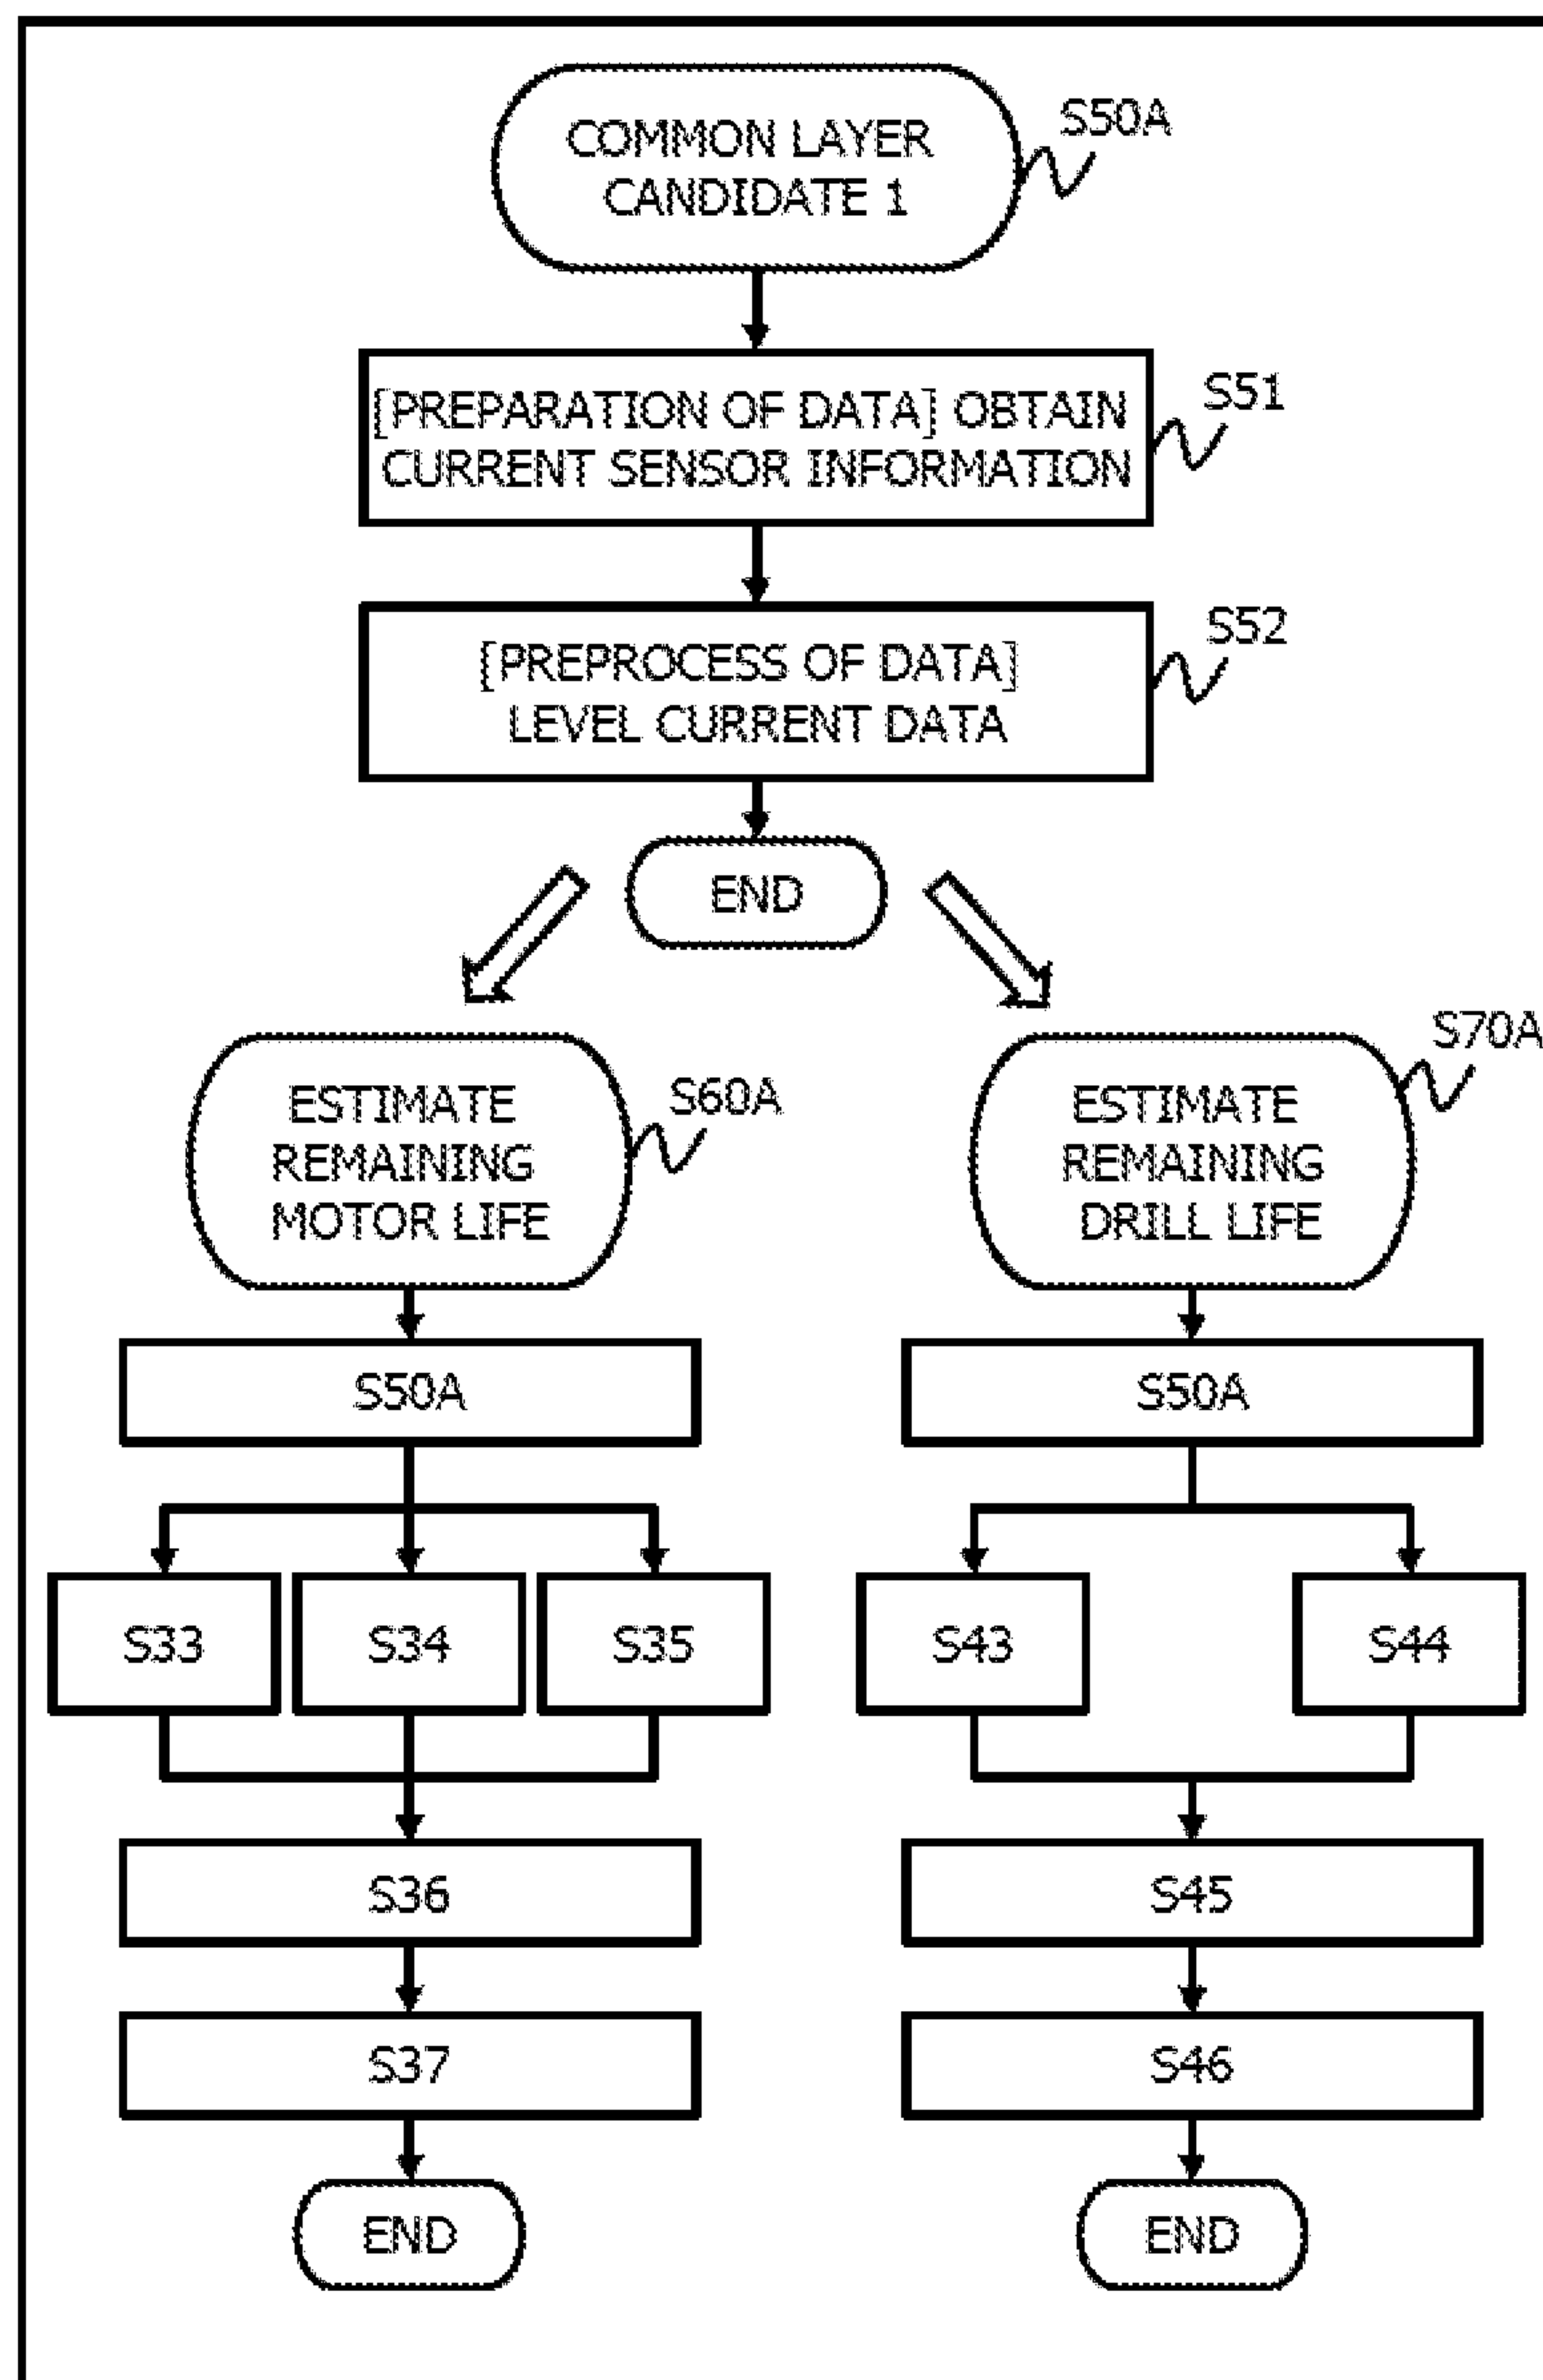 COMMON LAYER
CANDIDATE 1
S50A
[PREPARATION OF DATA] OBTAIN
CURRENT SENSOR INFORMATION
S51
[PREPROCESS OF DATA]
LEVEL CURRENT DATA
S52
END
ESTIMATE
REMAINING
MOTOR LIFE
S60A
ESTIMATE
REMAINING
DRILL LIFE
S70A
S50A
S50A
S33
S34
S35
S43
S44
S36
S45
S37
S46
END
END